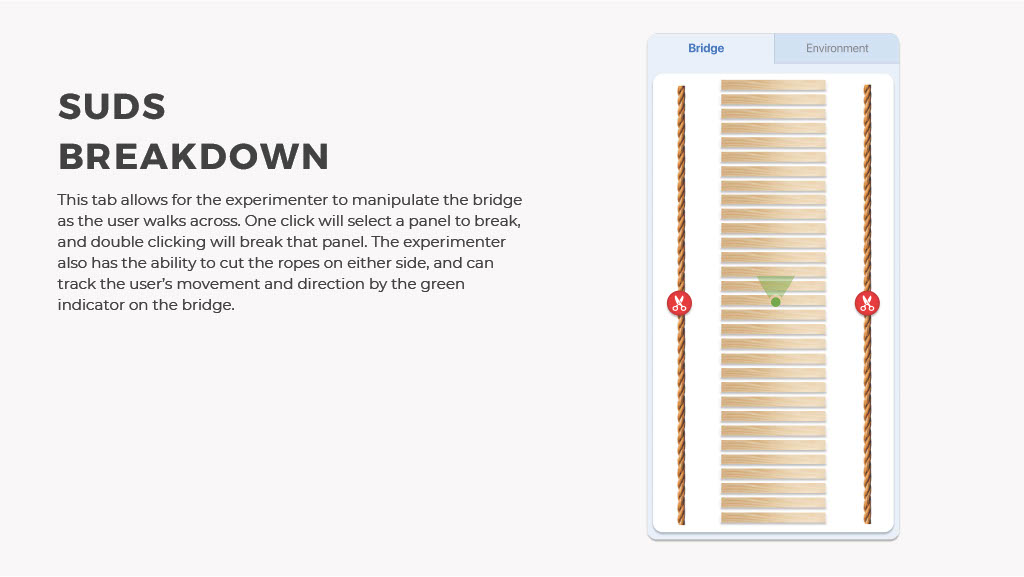 SUDS
BREAKDOWN
This tab allows for the experimenter to manipulate the bridge
as the user walks across. One click will select a panel to break,
and double clicking will break that panel. The experimenter
also has the ability to cut the ropes on either side, and can
track the user's movement and direction by the green
indicator on the bridge.
Bridge
Environment